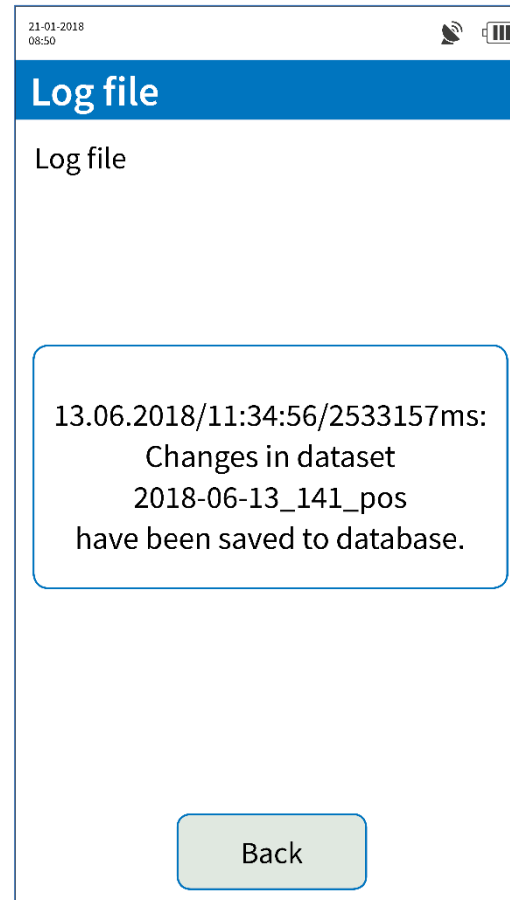 21-01-2018
08:50
Log file
Log file
13.06.2018/11:34:56/2533157ms:
Changes in dataset
2018-06-13_141_pos
have been saved to database.
Back